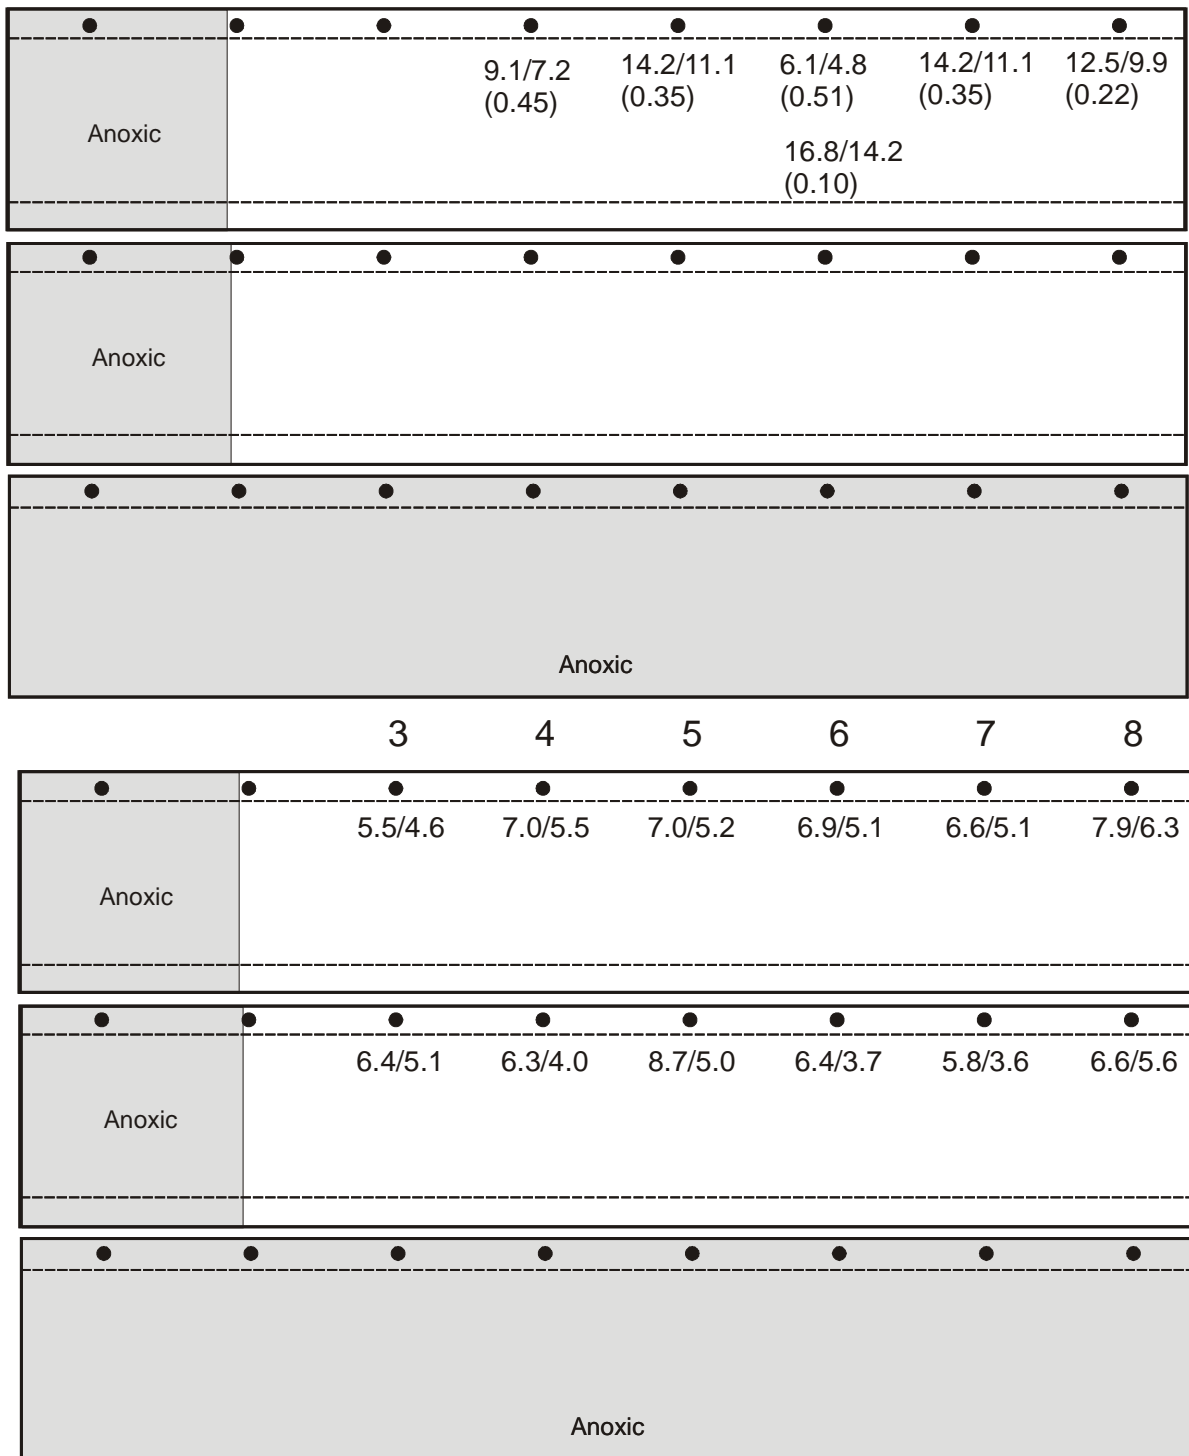 9.1/7.2 14.2/11.1 6.1/4.8 14.2/11.1 12.5/9.9
(0.45) (0.35) (0.51) (0.35) (0.22)
Anoxic
16.8/14.2
(0.10)
Anoxic
Anoxic
3 4 5 6 7 8
5.5/4.6 7.0/5.5 7.0/5.2 6.9/5.1 6.6/5.1 7.9/6.3
Anoxic
6.4/5.1 6.3/4.0 8.7/5.0 6.4/3.7 5.8/3.6 6.6/5.6
Anoxic
Anoxic